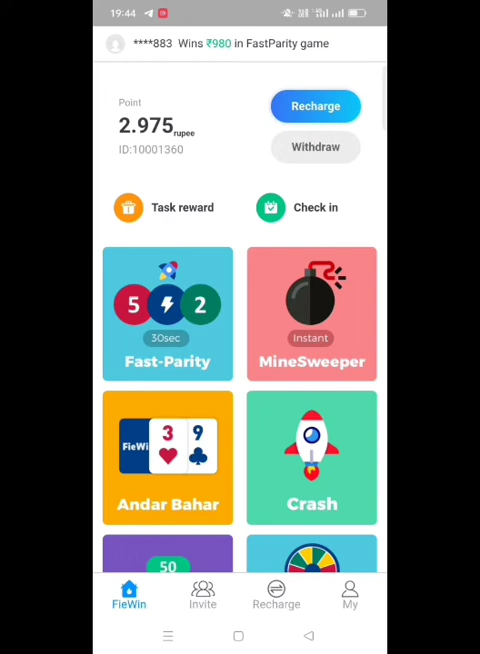 19:44
****883 Wins ₹980 in FastParity game
Point
2.975rupee
ID:10001360
Recharge
Withdraw
Task reward
Check in
5 2
30sec
Fast-Parity
Instant
MineSweeper
FieWi
3 9
Andar Bahar
Crash
50
FieWin
Invite
Recharge
My